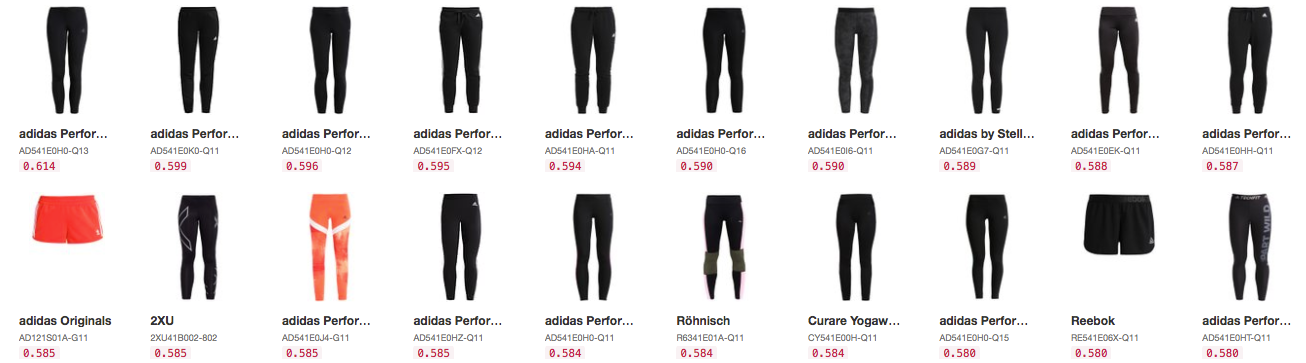 adidas Perfor… adidas Perfor… adidas Perfor… adidas Perfor… adidas Perfor… adidas Perfor… adidas Perfor… adidas by Stell… adidas Perfor… adidas Perfor…
AD541E0H0-Q13 AD541E0K0-Q11 AD541E0H0-Q12 AD541E0FX-Q12 AD541E0HA-Q11 AD541E0H0-Q16 AD541E0I6-Q11 AD541E0G7-Q11 AD541E0EK-Q11 AD541E0HH-Q11
0.614 0.599 0.596 0.595 0.594 0.590 0.590 0.589 0.588 0.587
PART WILD
adidas Originals 2XU adidas Perfor… adidas Perfor… adidas Perfor… Röhnisch Curare Yogaw… adidas Perfor… Reebok adidas Perfor…
AD121S01A-G11 2XU41B002-802 AD541E0J4-G11 AD541E0HZ-Q11 AD541E0H0-Q11 R6341E01A-Q11 CY541E00H-Q11 AD541E0H0-Q15 RE541E06X-Q11 AD541E0HT-Q11
0.585 0.585 0.585 0.585 0.584 0.584 0.584 0.580 0.580 0.580